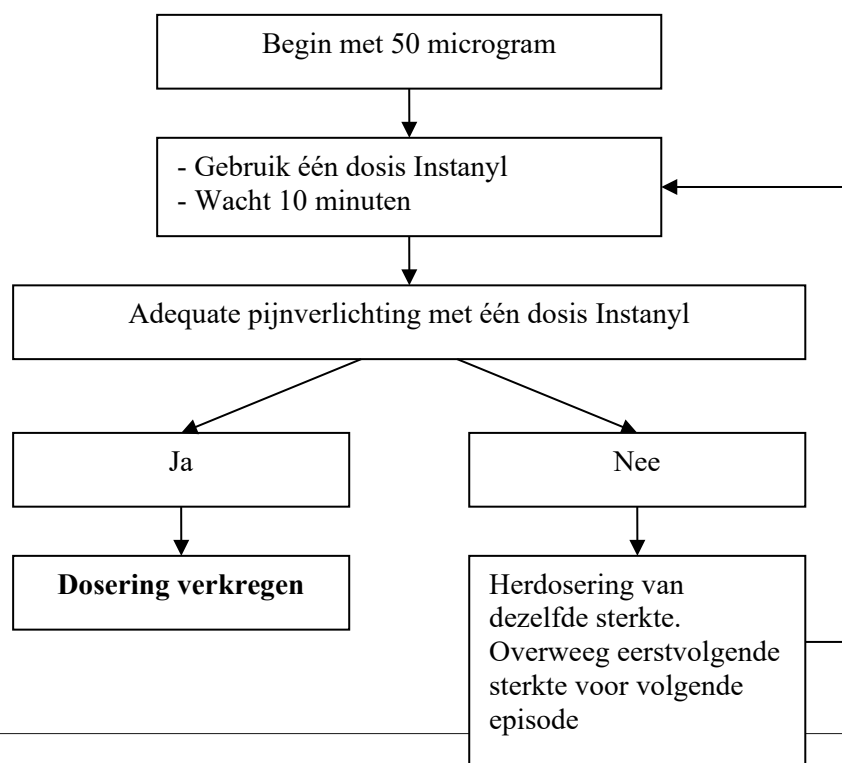 Begin met 50 microgram
- Gebruik één dosis Instanyl
- Wacht 10 minuten
Adequate pijnverlichting met één dosis Instanyl
Ja
Nee
Dosering verkregen
Herdosering van
dezelfde sterkte.
Overweeg eerstvolgende
sterkte voor volgende
episode